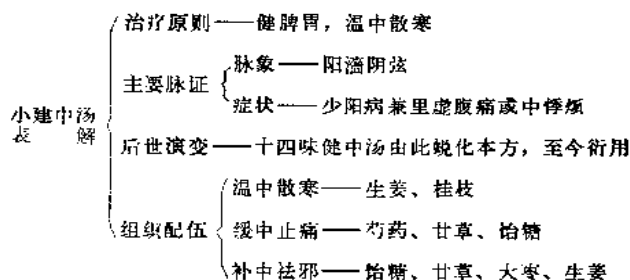 治疗原则——健脾胃，温中散寒
脉象——阳濇阴弦
主要脉证
症状——少阳病兼里虚腹痛或中悸烦
小建中汤
表解
后世演变——十四味健中汤由此蜕化本方，至今衍用
温中散寒——生姜、桂枝
组织配伍
缓中止痛——芍药、甘草、饴糖
补中祛邪——饴糖、甘草、大枣、生姜